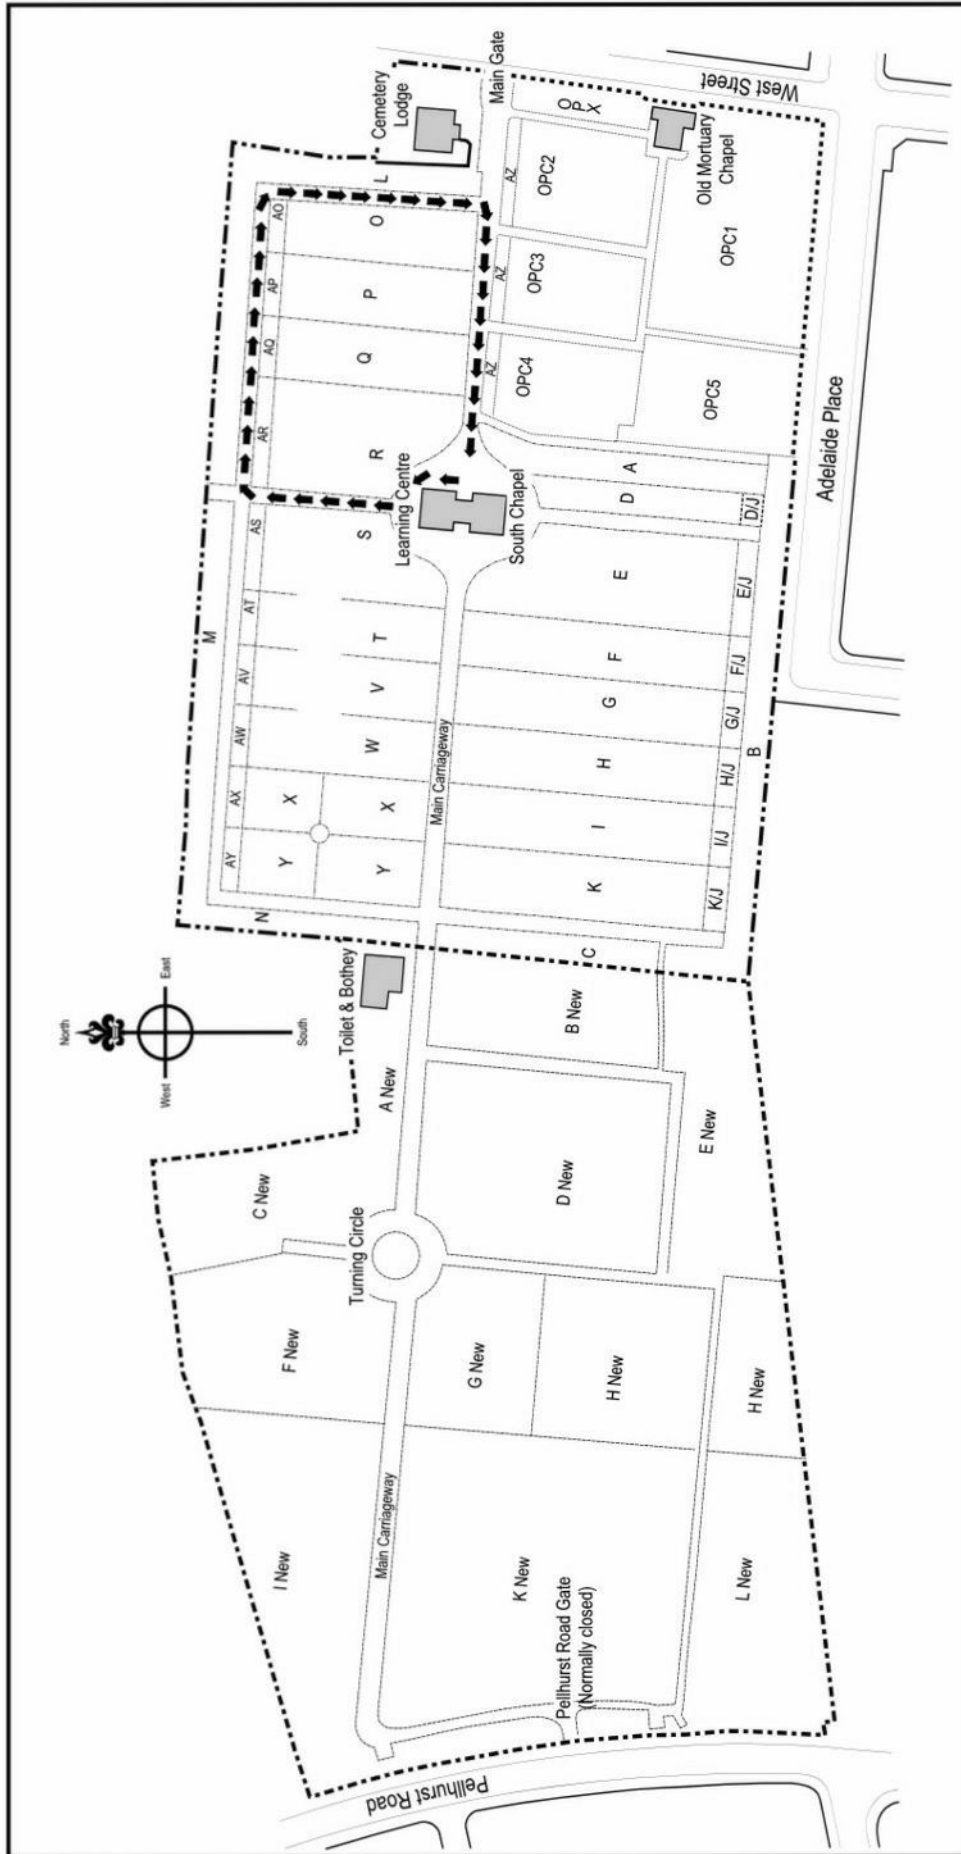 North
West
East
South
Main Gate
West Street
Cemetery
Lodge
L
O
P
X
Old Mortuary
Chapel
AZ
OPC2
AO
O
AP
P
AZ
OPC3
OPC1
AQ
Q
AZ
OPC4
OPC5
AR
R
A
D
D/J
Adelaide Place
Learning Centre
South Chapel
AS
S
E
E/J
M
AT
T
F
F/J
AV
V
G
G/J
AW
W
Main Carriageway
H
H/J
B
AX
X
X
I
I/J
AY
Y
Y
K
K/J
N
C
Toilet & Bothey
B New
A New
D New
E New
C New
Turning Circle
F New
G New
H New
H New
Main Carriageway
I New
K New
L New
Pellhurst Road Gate
(Normally closed)
Pellhurst Road